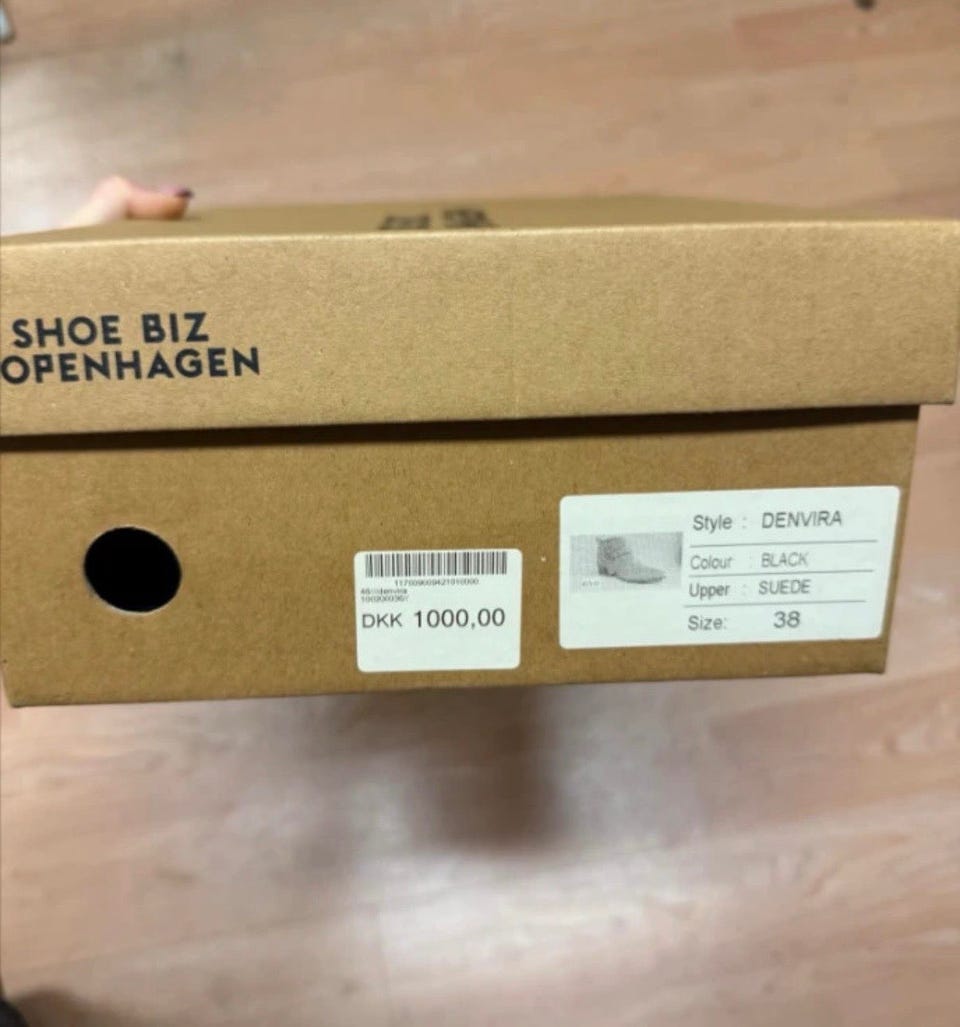 SHOE BIZ
OPENHAGEN
DKK 1000,00
Style : DENVIRA
Colour : BLACK
Upper : SUEDE
Size: 38